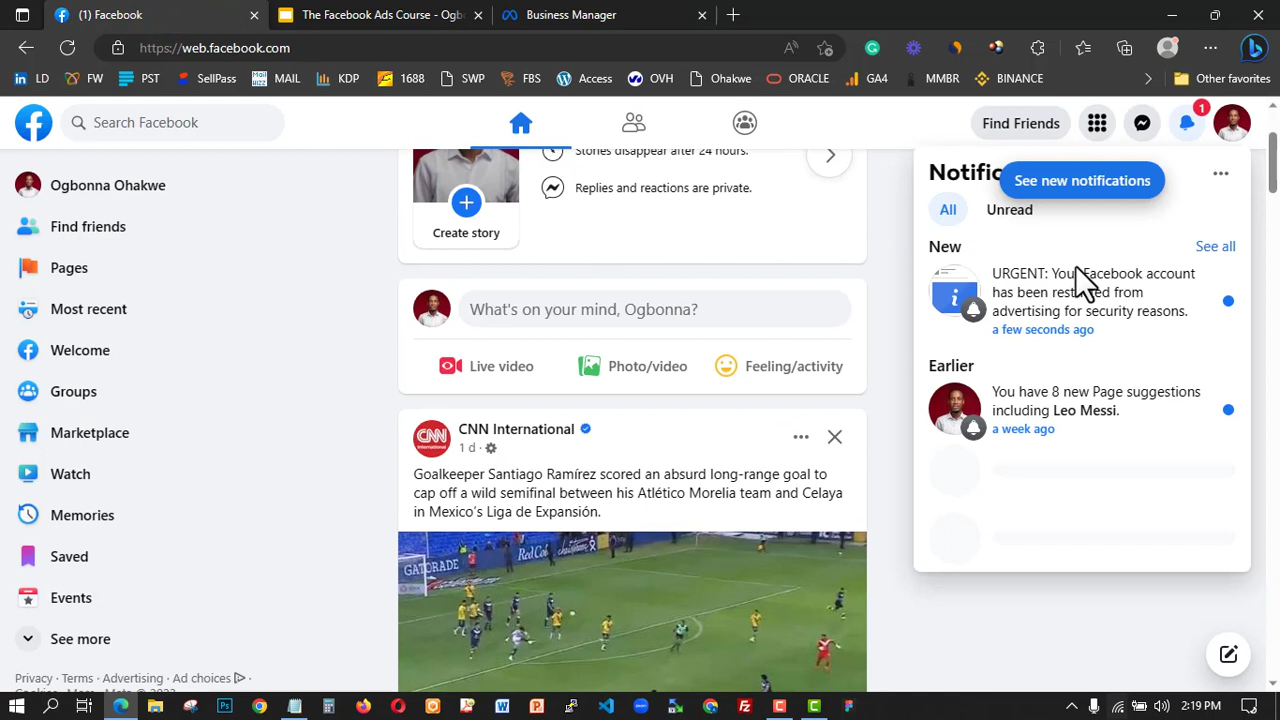 (1) Facebook
The Facebook Ads Course - Ogb
Business Manager
https://web.facebook.com
LD
FW
PST
SellPass
MAIL
KDP
1688
SWP
FBS
Access
OVH
Ohakwe
ORACLE
GA4
MMBR
BINANCE
Other favorites
Search Facebook
Find Friends
1
Ogbonna Ohakwe
Find friends
Pages
Most recent
Welcome
Groups
Marketplace
Watch
Memories
Saved
Events
See more
Privacy · Terms · Advertising · Ad choices ·
Stories disappear after 24 hours.
Replies and reactions are private.
Create story
What's on your mind, Ogbonna?
Live video
Photo/video
Feeling/activity
CNN
CNN International
1 d ·
Goalkeeper Santiago Ramírez scored an absurd long-range goal to
cap off a wild semifinal between his Atlético Morelia team and Celaya
in Mexico's Liga de Expansión.
GATORADE
Notific
See new notifications
All
Unread
New
See all
URGENT: Your Facebook account
has been restricted from
advertising for security reasons.
a few seconds ago
Earlier
You have 8 new Page suggestions
including Leo Messi.
a week ago
2:19 PM